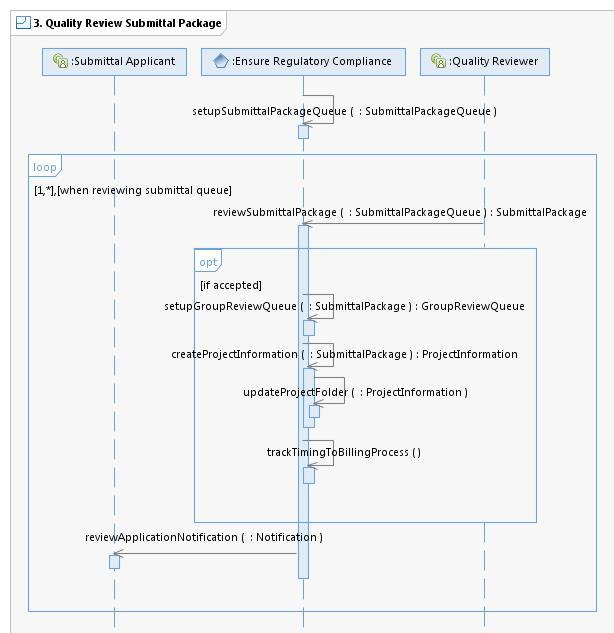 3. Quality Review Submittal Package
:Submittal Applicant
:Ensure Regulatory Compliance
:Quality Reviewer
setupSubmittalPackageQueue ( : SubmittalPackageQueue )
loop
[1,*],[when reviewing submittal queue]
reviewSubmittalPackage ( : SubmittalPackageQueue ) : SubmittalPackage
opt
[if accepted]
setupGroupReviewQueue ( : SubmittalPackage ) : GroupReviewQueue
createProjectInformation ( : SubmittalPackage ) : ProjectInformation
updateProjectFolder ( : ProjectInformation )
trackTimingToBillingProcess ( )
reviewApplicationNotification ( : Notification )